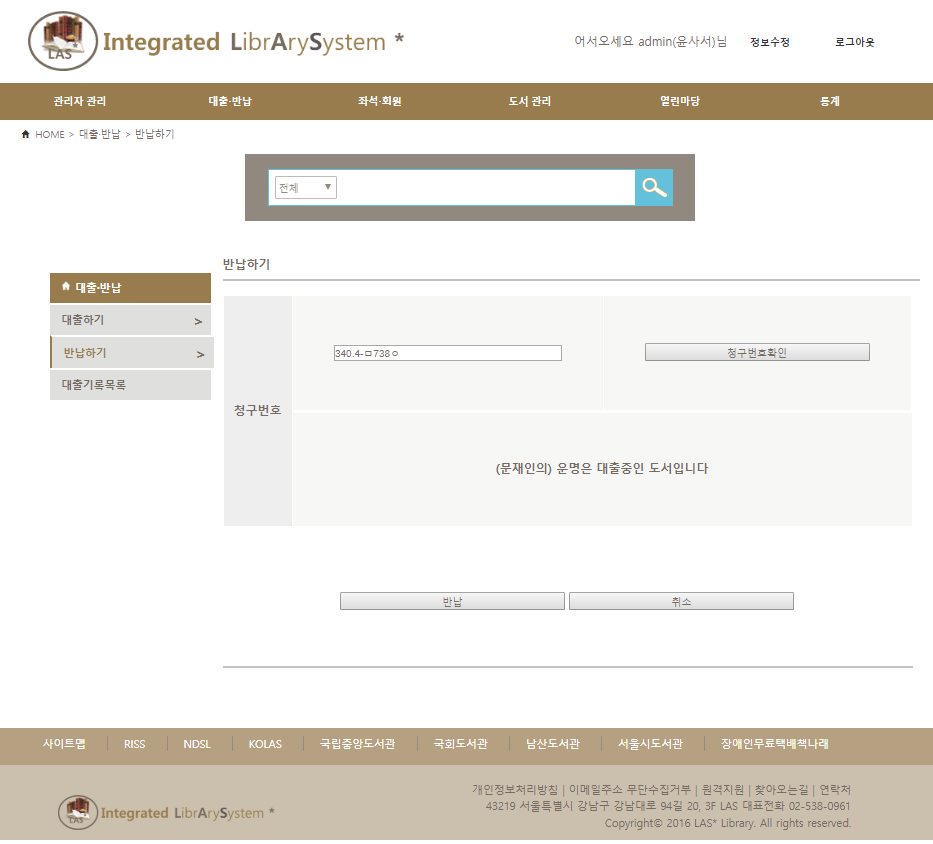 LAS Integrated LibrArySystem *
어서오세요 admin(윤사서)님 정보수정 로그아웃
관리자 관리 대출·반납 좌석·회원 도서 관리 열린마당 통계
HOME > 대출·반납 > 반납하기
전체 ▼
반납하기
대출·반납
대출하기 >
반납하기 >
대출기록목록
청구번호
340.4-ㅁ738ㅇ 청구번호확인
(문재인의) 운명은 대출중인 도서입니다
반납 취소
사이트맵 RISS NDSL KOLAS 국립중앙도서관 국회도서관 남산도서관 서울시도서관 장애인무료택배책나래
LAS Integrated LibrArySystem *
개인정보처리방침 | 이메일주소 무단수집거부 | 원격지원 | 찾아오는길 | 연락처
43219 서울특별시 강남구 강남대로 94길 20, 3F LAS 대표전화 02-538-0961
Copyright© 2016 LAS* Library. All rights reserved.